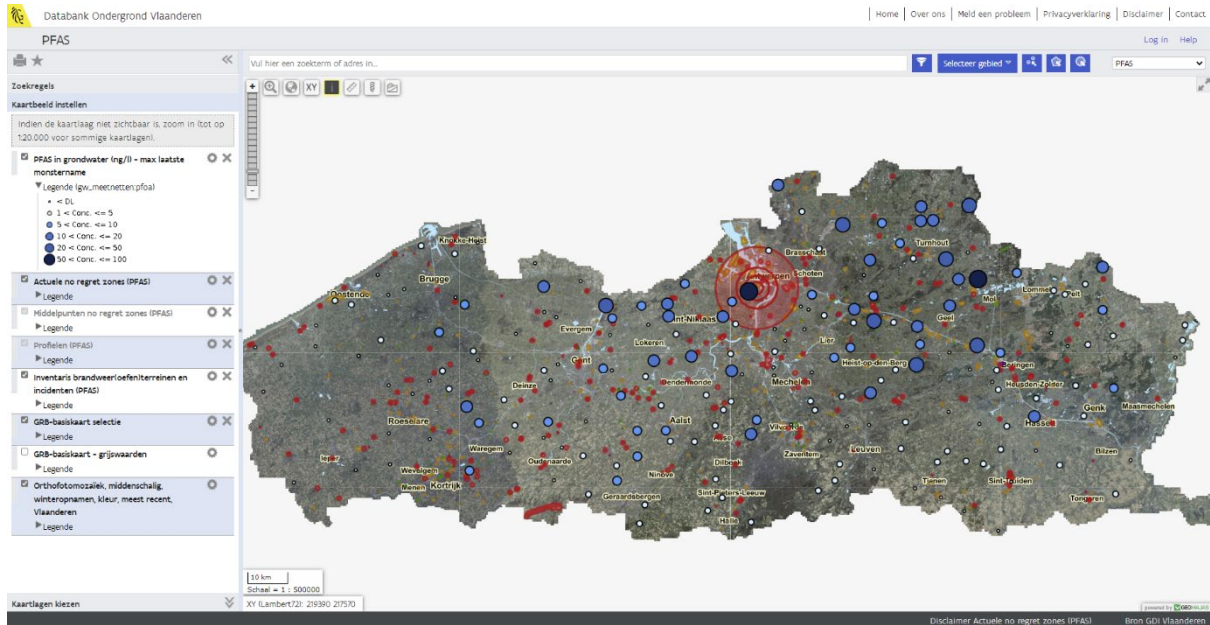 Databank Ondergrond Vlaanderen
Home | Over ons | Meld een probleem | Privacyverklaring | Disclaimer | Contact
PFAS
Log in Help
Vul hier een zoekterm of adres in...
Selecteer gebied
PFAS
Zoekregels
Kaartbeeld instellen
Indien de kaartlaag niet zichtbaar is, zoom in (tot op
1:20.000 voor sommige kaartlagen).
PFAS in grondwater (ng/l) - max laatste
monstername
Legende (gw_meetnetten:pfoa)
< DL
1 < Conc. <= 5
5 < Conc. <= 10
10 < Conc. <= 20
20 < Conc. <= 50
50 < Conc. <= 100
Actuele no regret zones (PFAS)
Legende
Middelpunten no regret zones (PFAS)
Legende
Profielen (PFAS)
Legende
Inventaris brandweer(oefen)terreinen en
incidenten (PFAS)
Legende
GRB-basiskaart selectie
Legende
GRB-basiskaart - grijswaarden
Legende
Orthofotomozaïek, middenschalig,
winteropnamen, kleur, meest recent,
Vlaanderen
Legende
Kaartlagen kiezen
+
XY
i
-
Knokke-Heist
Brugge
Oostende
Brasschaat
Schoten
Turnhout
Mol
Lommel
Pelt
Geel
Evergem
Gent
Lokeren
Lier
Heist-op-den-Berg
Beringen
Heusden-Zolder
Deinze
Dendermonde
Mechelen
Genk
Maasmechelen
Roeselare
Aalst
Hasselt
Vilvoorde
Leuven
Bilzen
Ieper
Waregem
Oudenaarde
Ninove
Dilbeek
Zaventem
Wevelgem
Menen
Kortrijk
Geraardsbergen
Sint-Pieters-Leeuw
Tienen
Tongeren
Halle
10 km
Schaal = 1 : 500000
XY (Lambert72): 219390 217570
powered by GEOMAJAS
Disclaimer Actuele no regret zones (PFAS) Bron GDI Vlaanderen